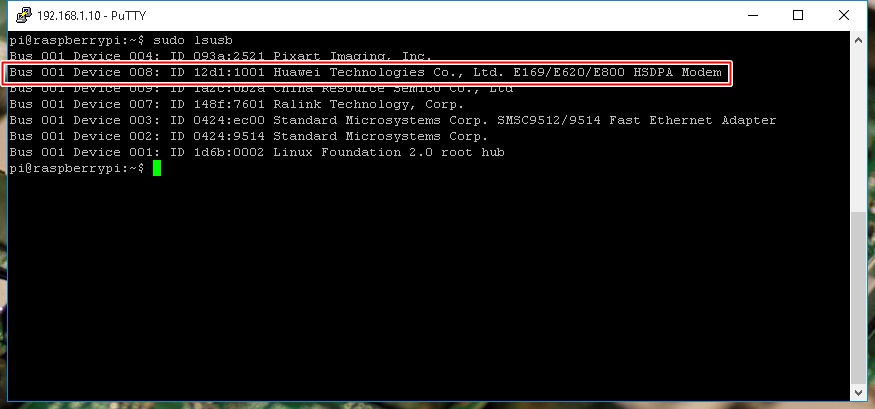 192.168.1.10 - PuTTY
pi@raspberrypi:~$ sudo lsusb
Bus 001 Device 004: ID 093a:2521 Pixart Imaging, Inc.
Bus 001 Device 008: ID 12d1:1001 Huawei Technologies Co., Ltd. E169/E620/E800 HSDPA Modem
Bus 001 Device 009: ID 1a2c:0b2a China Resource Semico Co., Ltd
Bus 001 Device 007: ID 148f:7601 Ralink Technology, Corp.
Bus 001 Device 003: ID 0424:ec00 Standard Microsystems Corp. SMSC9512/9514 Fast Ethernet Adapter
Bus 001 Device 002: ID 0424:9514 Standard Microsystems Corp.
Bus 001 Device 001: ID 1d6b:0002 Linux Foundation 2.0 root hub
pi@raspberrypi:~$